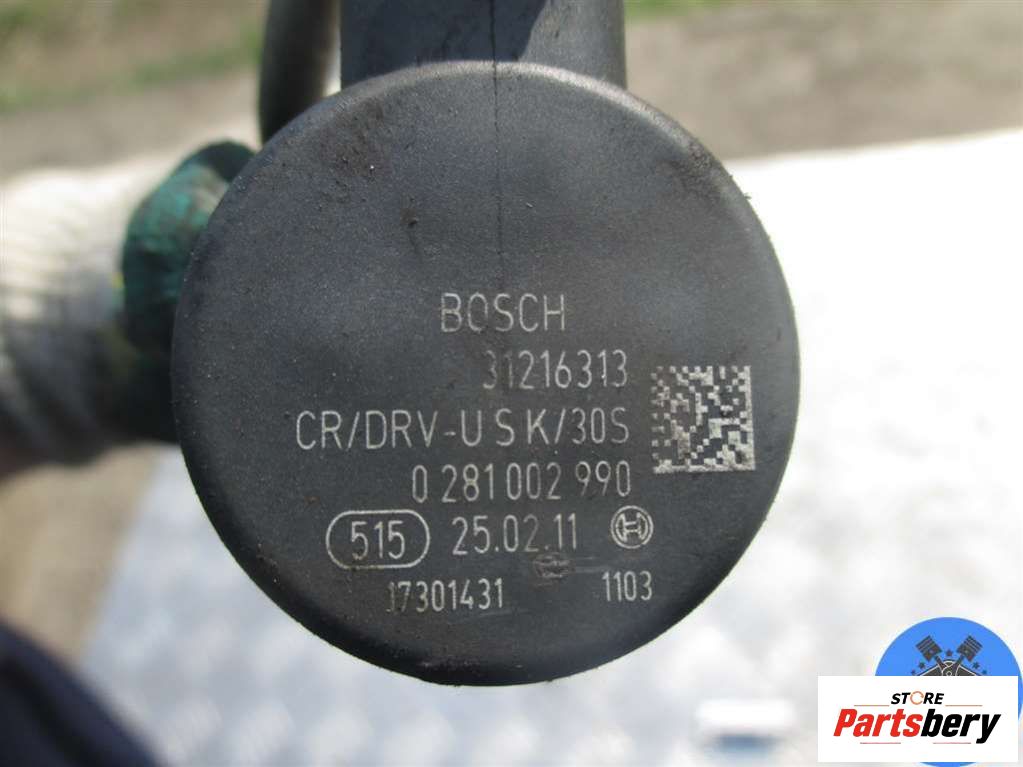 BOSCH
31216313
CR/DRV-U S K/30S
0 281 002 990
515 25.02.11 H
17301431 1103
STORE
Partsbery